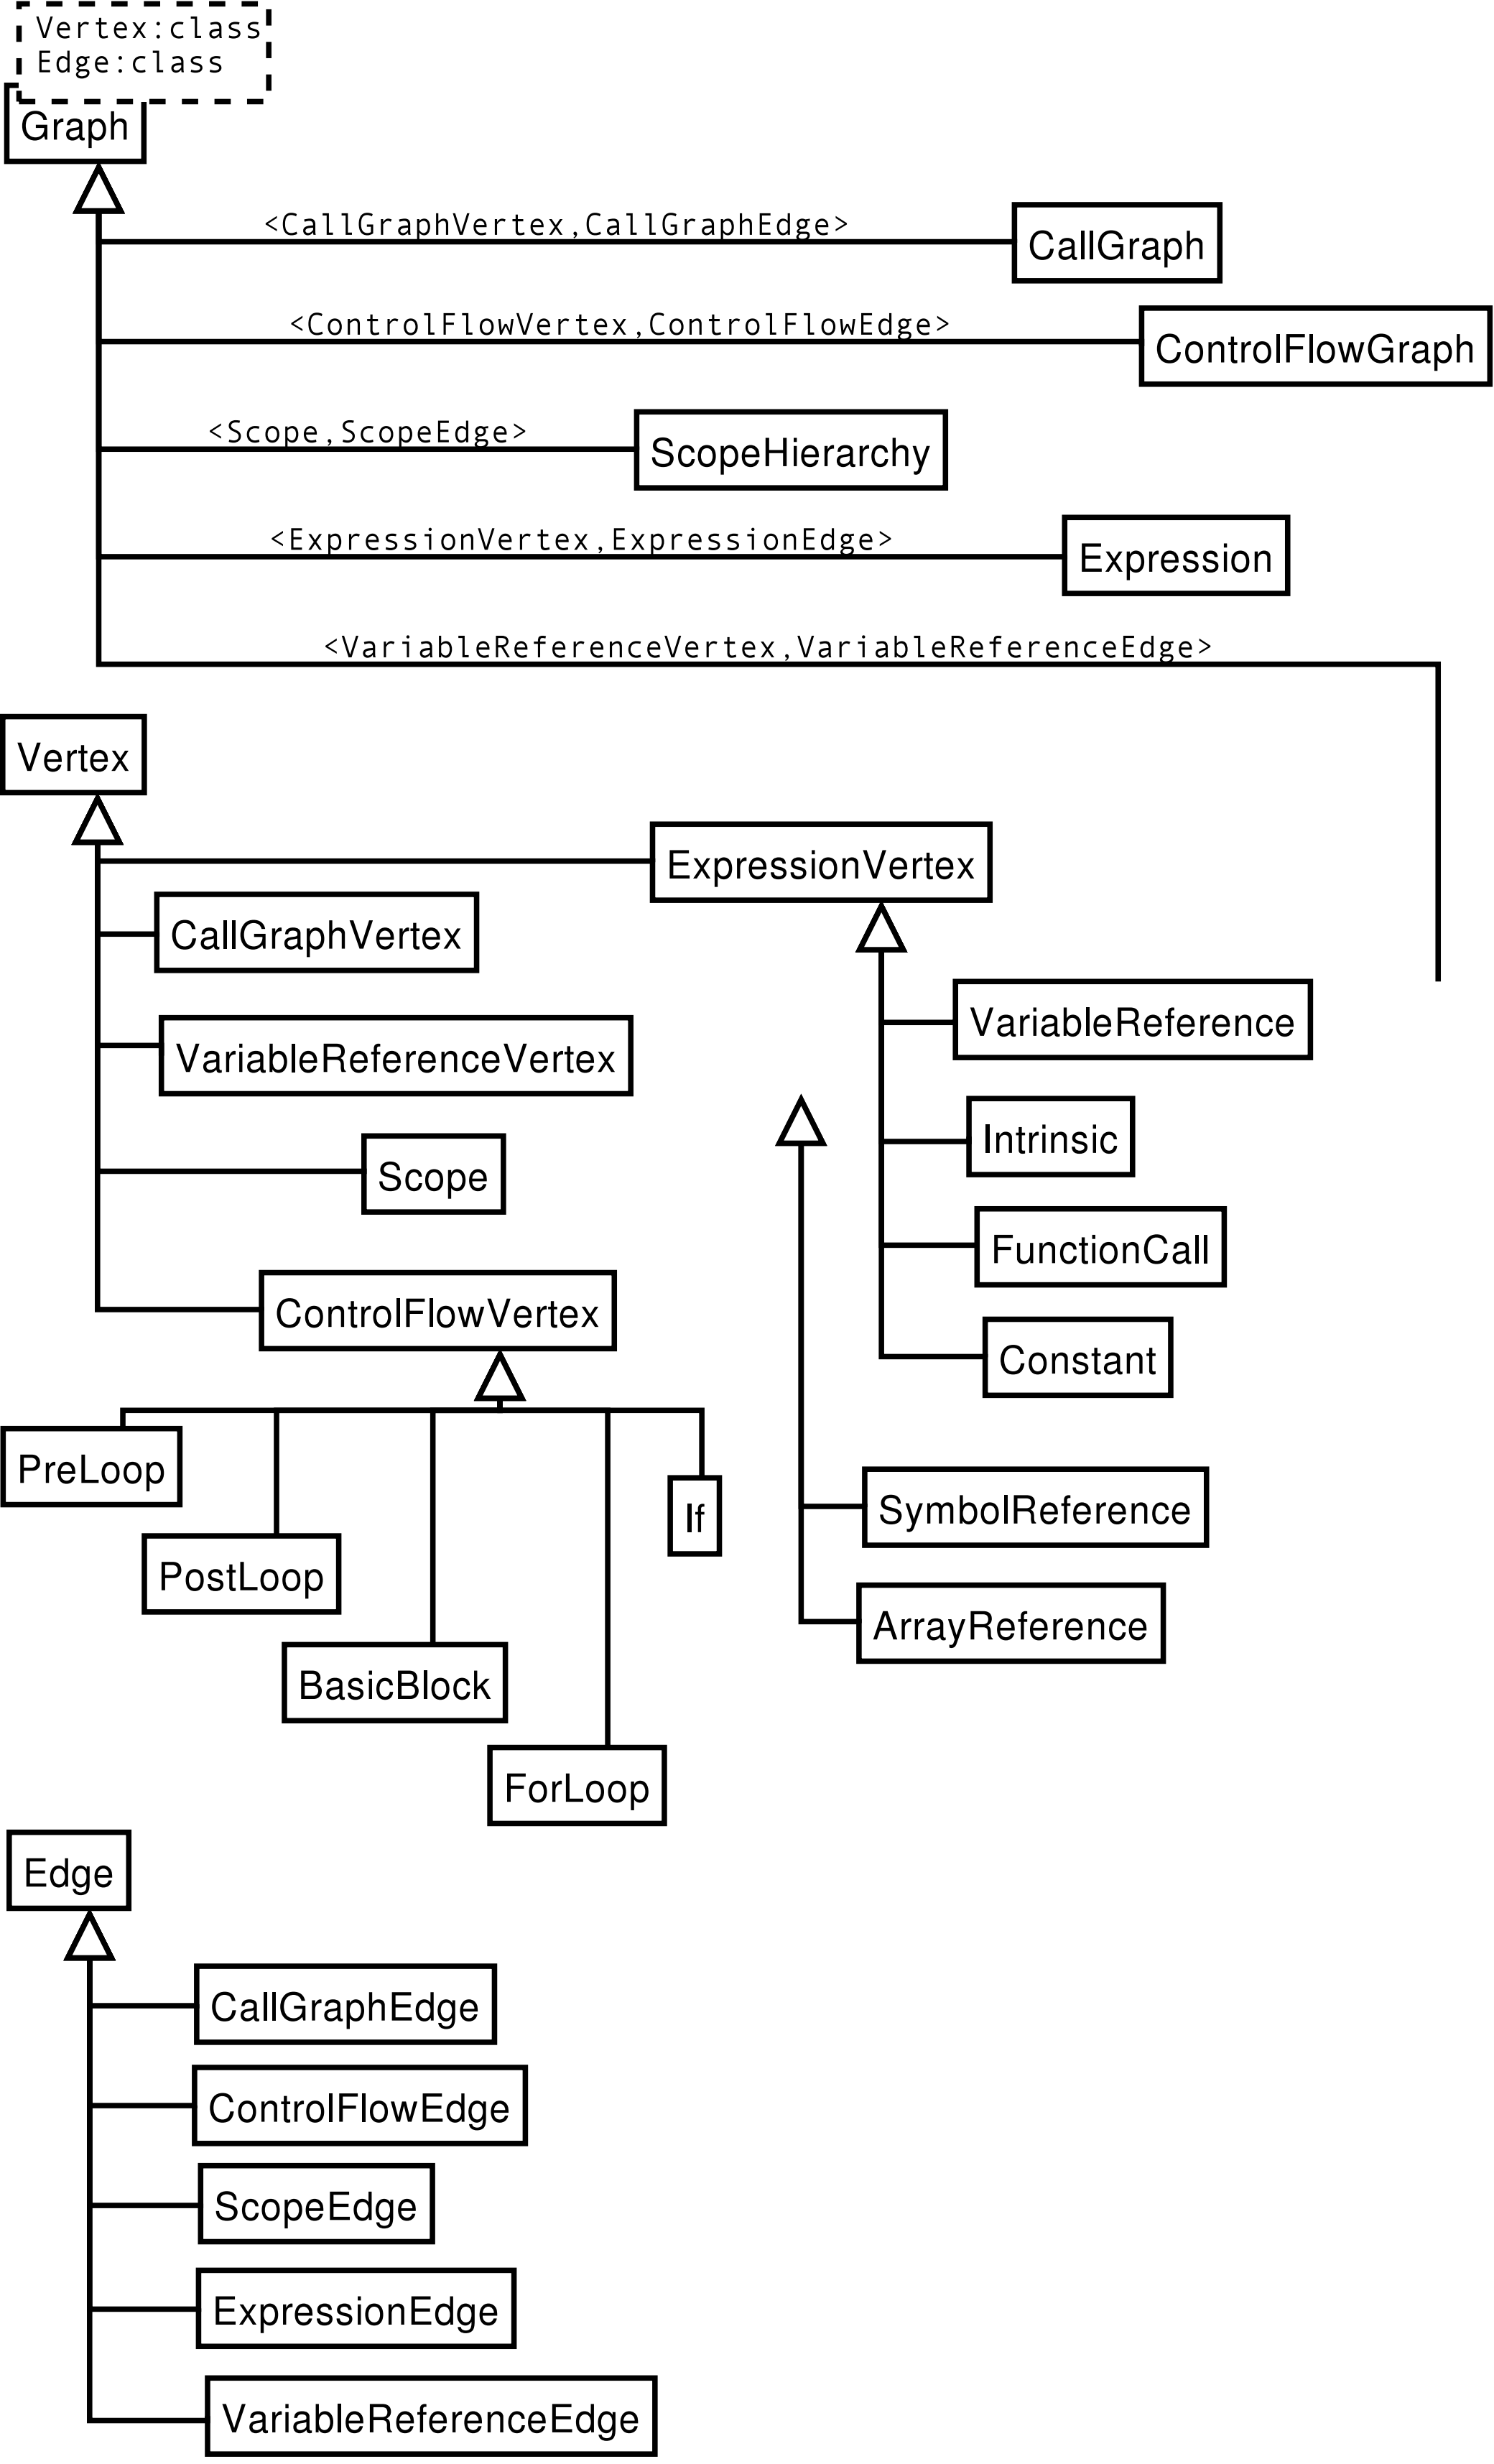 Vertex:class
Edge:class
Graph
<CallGraphVertex,CallGraphEdge>
CallGraph
<ControlFlowVertex,ControlFlowEdge>
ControlFlowGraph
<Scope,ScopeEdge>
ScopeHierarchy
<ExpressionVertex,ExpressionEdge>
Expression
<VariableReferenceVertex,VariableReferenceEdge>
Vertex
ExpressionVertex
CallGraphVertex
VariableReference
VariableReferenceVertex
Intrinsic
Scope
FunctionCall
ControlFlowVertex
Constant
PreLoop
If
SymbolReference
PostLoop
ArrayReference
BasicBlock
ForLoop
Edge
CallGraphEdge
ControlFlowEdge
ScopeEdge
ExpressionEdge
VariableReferenceEdge